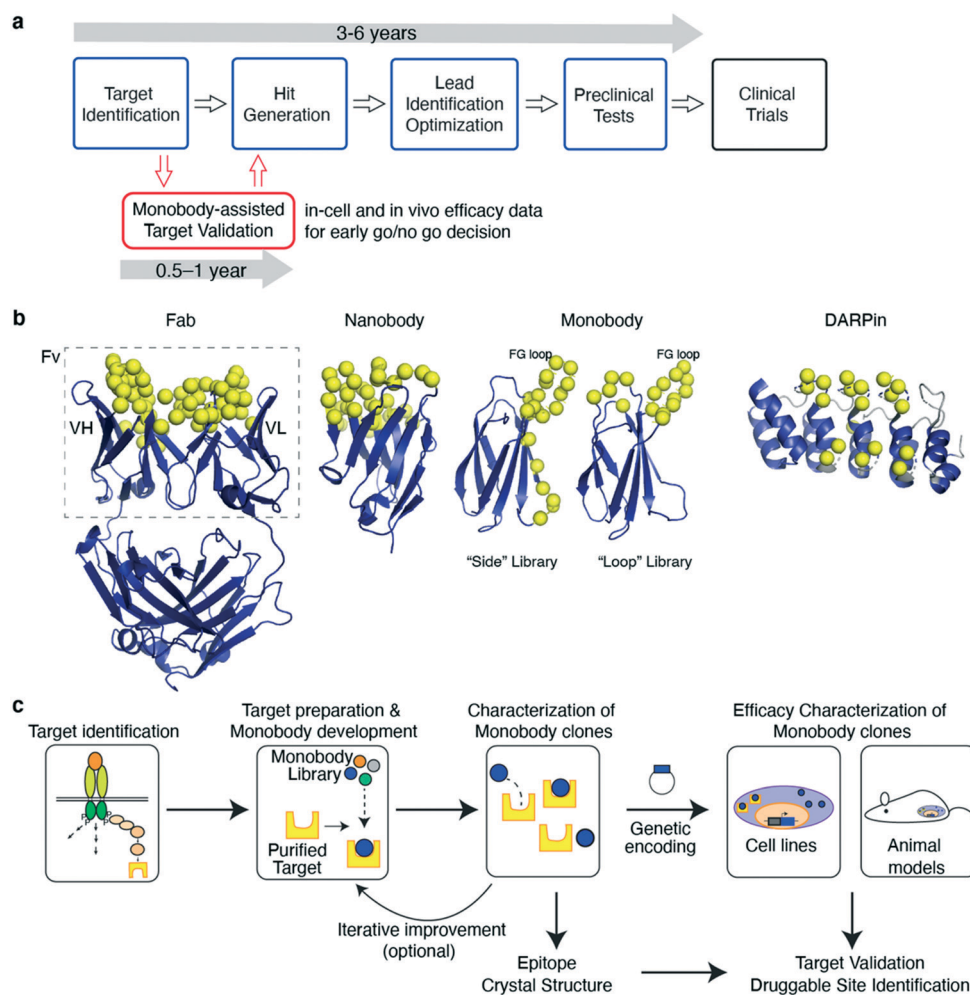 a
3-6 years
Target
Identification
Hit
Generation
Lead
Identification
Optimization
Preclinical
Tests
Clinical
Trials
Monobody-assisted
Target Validation
in-cell and in vivo efficacy data
for early go/no go decision
0.5–1 year
b
Fab
Nanobody
Monobody
DARPin
Fv
FG loop
FG loop
VH
VL
"Side" Library
"Loop" Library
c
Target identification
Target preparation &
Monobody development
Characterization of
Monobody clones
Efficacy Characterization of
Monobody clones
Monobody
Library
P
P
P
P
Purified
Target
Genetic
encoding
Cell lines
Animal
models
Iterative improvement
(optional)
Epitope
Crystal Structure
Target Validation
Druggable Site Identification